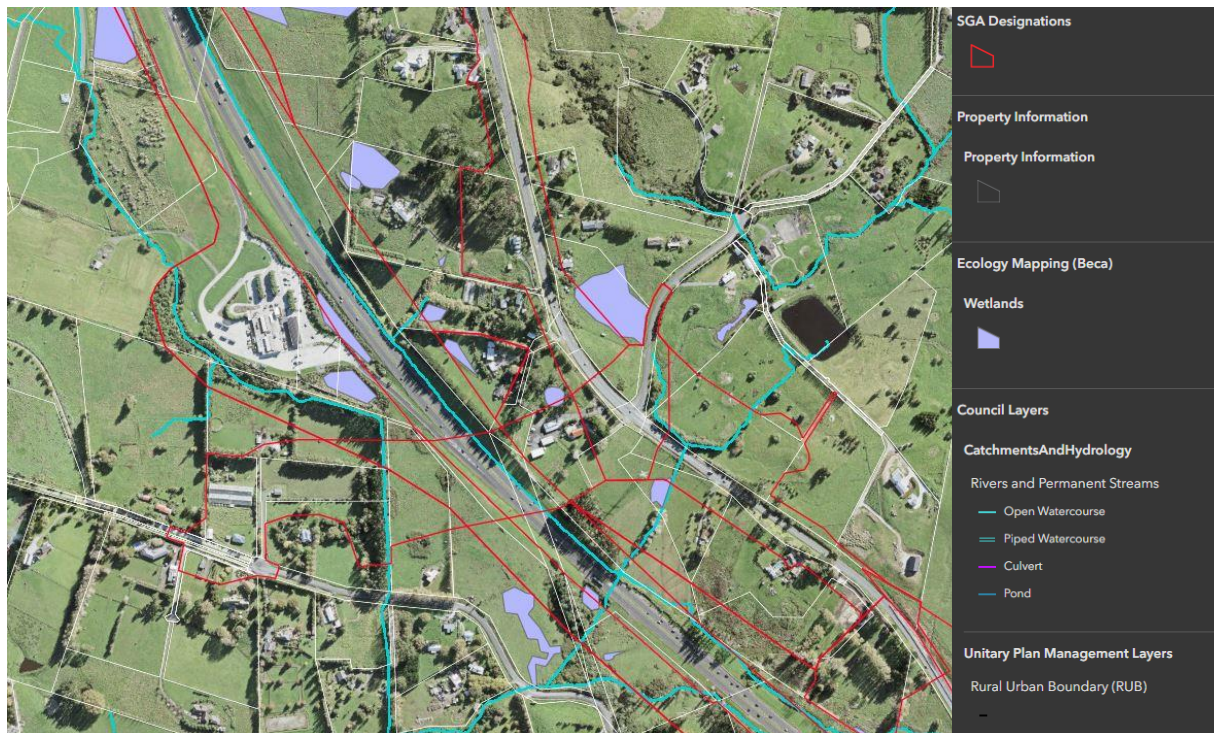 SGA Designations
Property Information
Property Information
Ecology Mapping (Beca)
Wetlands
Council Layers
CatchmentsAndHydrology
Rivers and Permanent Streams
Open Watercourse
Piped Watercourse
Culvert
Pond
Unitary Plan Management Layers
Rural Urban Boundary (RUB)